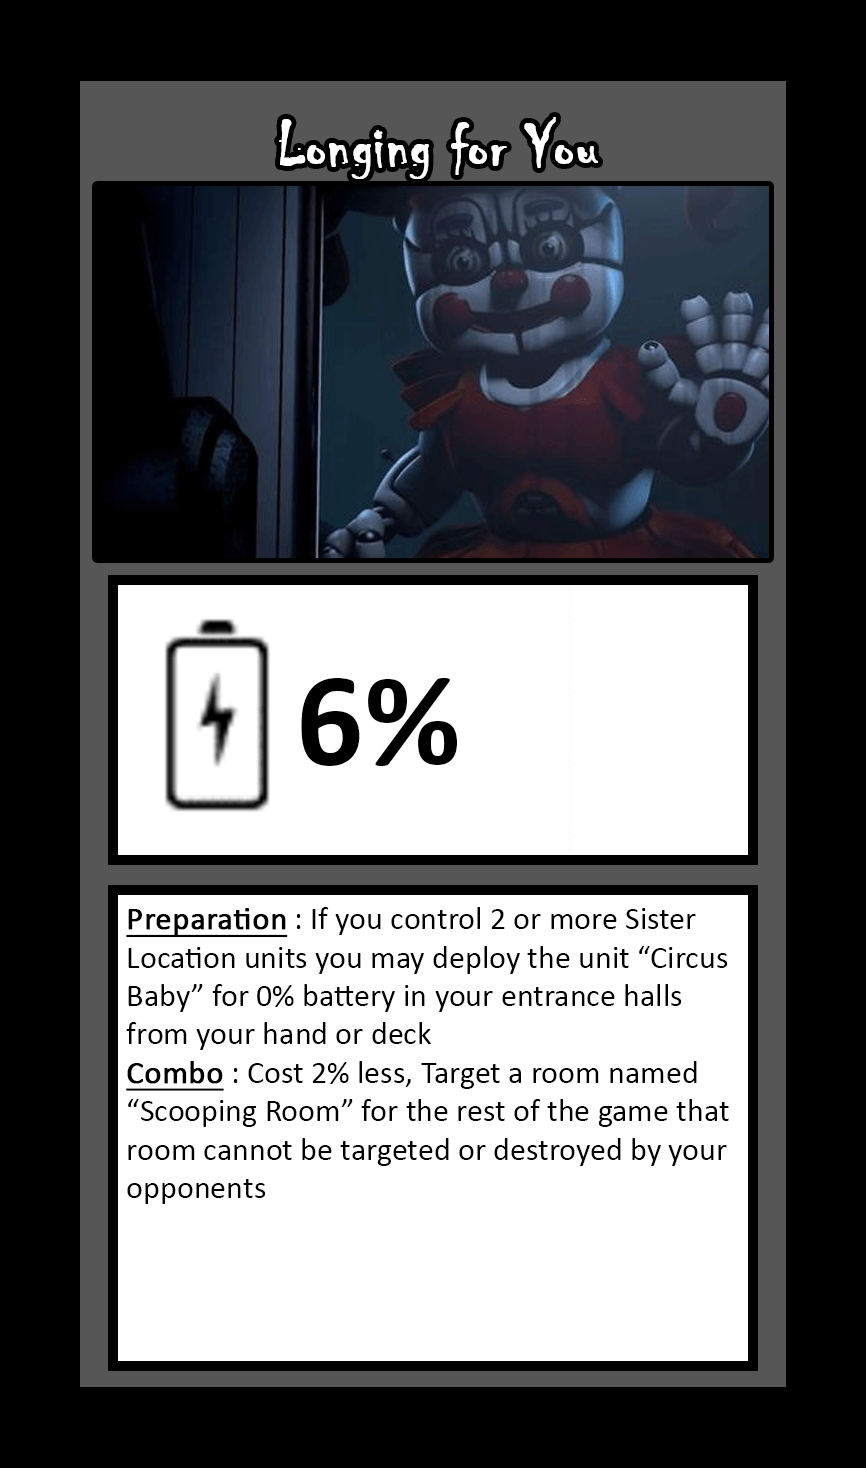 Longing for You
6%
Preparation : If you control 2 or more Sister
Location units you may deploy the unit “Circus
Baby” for 0% battery in your entrance halls
from your hand or deck
Combo : Cost 2% less, Target a room named
“Scooping Room” for the rest of the game that
room cannot be targeted or destroyed by your
opponents